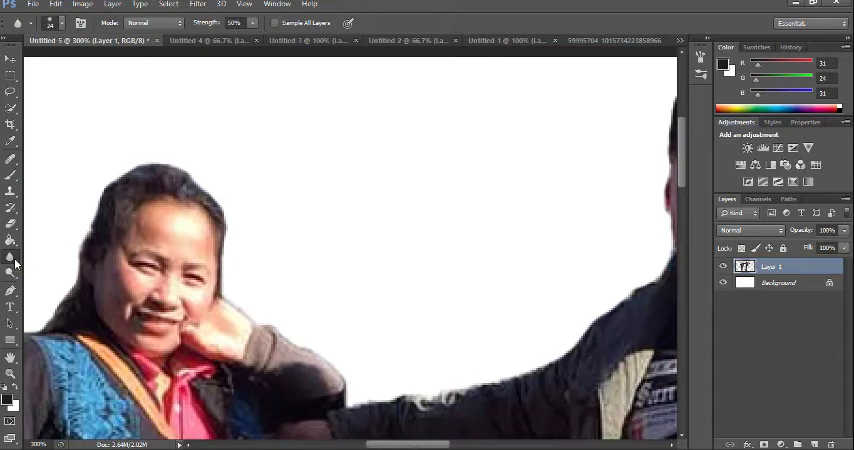 Ps File Edit Image Layer Type Select Filter 3D View Window Help
24 Mode: Normal Strength: 50% Sample All Layers Essentials
Untitled-5 @ 300% (Layer 1, RGB/8) * × Untitled-4 @ 66.7% (La... × Untitled-3 @ 100% (La... × Untitled-2 @ 66.7% (La... × Untitled-1 @ 100% (La... × 59995704_1015734223858966 >>
Color Swatches History
R 31
G 24
B 31
Adjustments Styles Properties
Add an adjustment
Layers Channels Paths
Kind
Normal Opacity: 100%
Lock: Fill: 100%
Layer 1
Background
300% Doc: 2.64M/2.02M
fx